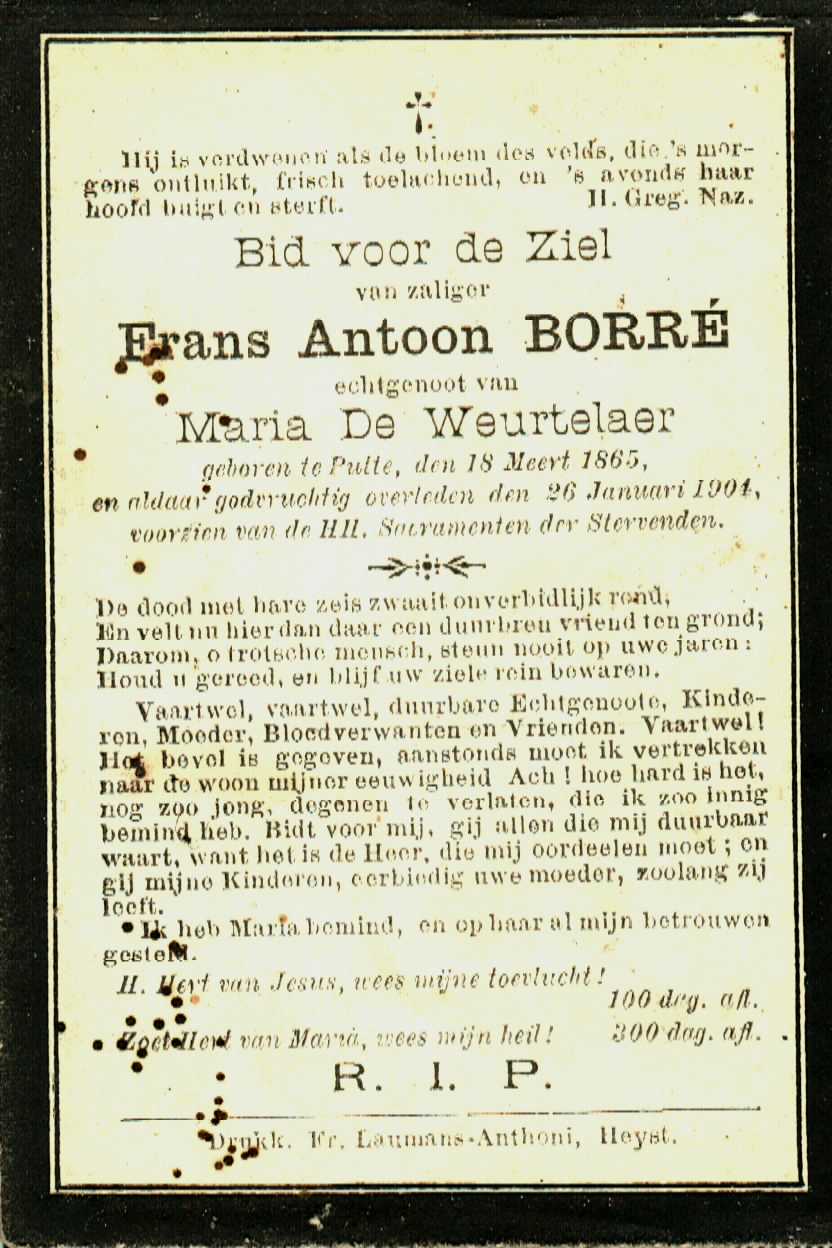 Hij is verdwenen als de bloem des velds, die 's mor-
gens ontluikt, frisch toelachend, en 's avonds haar
hoofd buigt en sterft. H. Greg. Naz.
Bid voor de Ziel
van zaliger
Frans Antoon BORRÉ
echtgenoot van
Maria De Weurtelaer
geboren te Putte, den 18 Meert 1865,
en aldaar godvruchtig overleden den 26 Januari 1904,
voorzien van de HH. Sacramenten der Stervenden.
De dood met hare zeis zwaait onverbidlijk rond,
En velt nu hier dan daar een duurbren vriend ten grond;
Daarom, o trotsche mensch, steun nooit op uwe jaren:
Houd u gereed, en blijf uw ziele rein bewaren.
Vaartwel, vaartwel, duurbare Echtgenoote, Kinde-
ren, Moeder, Bloedverwanten en Vrienden. Vaartwel!
Het bevel is gegeven, aanstonds moet ik vertrekken
naar de woon mijner eeuwigheid Ach! hoe hard is het,
nog zoo jong, degenen te verlaten, die ik zoo innig
bemind heb. Bidt voor mij, gij allen die mij duurbaar
waart, want het is de Heer, die mij oordeelen moet; en
gij mijne Kinderen, eerbiedig uwe moeder, zoolang zij
leeft.
Ik heb Maria bemind, en op haar al mijn betrouwen
gesteld.
H. Hert van Jesus, wees mijne toevlucht!
100 deg. afl.
Zoet Hert van Maria, wees mijn heil! 300 dag. afl.
R. I. P.
Drukk. Fr. Laumans-Anthoni, Heyst.